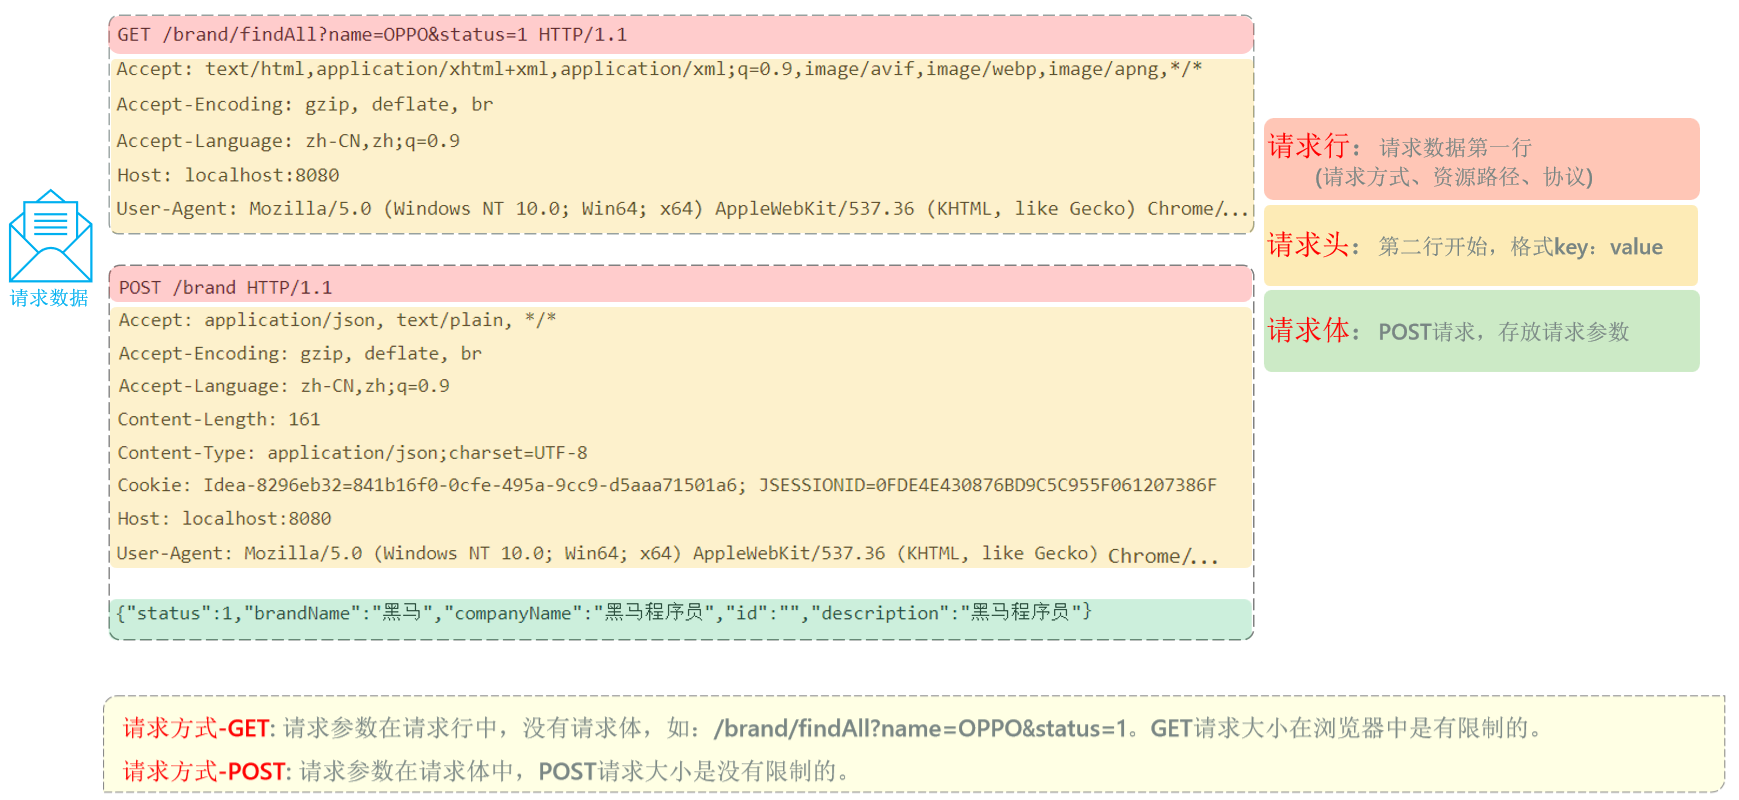 GET /brand/findAll?name=OPPO&status=1 HTTP/1.1
Accept: text/html,application/xhtml+xml,application/xml;q=0.9,image/avif,image/webp,image/apng,*/*
Accept-Encoding: gzip, deflate, br
Accept-Language: zh-CN,zh;q=0.9
Host: localhost:8080
User-Agent: Mozilla/5.0 (Windows NT 10.0; Win64; x64) AppleWebKit/537.36 (KHTML, like Gecko) Chrome/...
请求数据
POST /brand HTTP/1.1
Accept: application/json, text/plain, */*
Accept-Encoding: gzip, deflate, br
Accept-Language: zh-CN,zh;q=0.9
Content-Length: 161
Content-Type: application/json;charset=UTF-8
Cookie: Idea-8296eb32=841b16f0-0cfe-495a-9cc9-d5aaa71501a6; JSESSIONID=0FDE4E430876BD9C5C955F061207386F
Host: localhost:8080
User-Agent: Mozilla/5.0 (Windows NT 10.0; Win64; x64) AppleWebKit/537.36 (KHTML, like Gecko) Chrome/...
{"status":1,"brandName":"黑马","companyName":"黑马程序员","id":"","description":"黑马程序员"}
请求行：请求数据第一行
(请求方式、资源路径、协议)
请求头：第二行开始，格式key：value
请求体：POST请求，存放请求参数
请求方式-GET: 请求参数在请求行中，没有请求体，如：/brand/findAll?name=OPPO&status=1。GET请求大小在浏览器中是有限制的。
请求方式-POST: 请求参数在请求体中，POST请求大小是没有限制的。